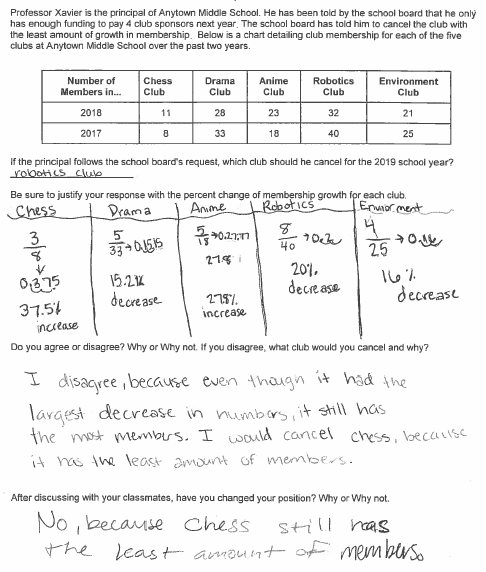 Professor Xavier is the principal of Anytown Middle School. He has been told by the school board that he only
has enough funding to pay 4 club sponsors next year. The school board has told him to cancel the club with
the least amount of growth in membership. Below is a chart detailing club membership for each of the five
clubs at Anytown Middle School over the past two years.
Number of Members in... Chess Club Drama Club Anime Club Robotics Club Environment Club
2018 11 28 23 32 21
2017 8 33 18 40 25
If the principal follows the school board's request, which club should he cancel for the 2019 school year?
robotics club
Be sure to justify your response with the percent change of membership growth for each club.
Chess Drama Anime Robotics
3/8 5/33 → 0.1515 5/18 8/40 4/25
0.375 15.2% 20% 16%
37.5% decrease increase decrease decrease
increase
Do you agree or disagree? Why or Why not. If you disagree, what club would you cancel and why?
I disagree, because even though it had the
largest decrease in numbers, it still has
the most members. I would cancel chess, because
it has the least amount of members.
After discussing with your classmates, have you changed your position? Why or Why not.
No, because Chess still has
the least amount of members.